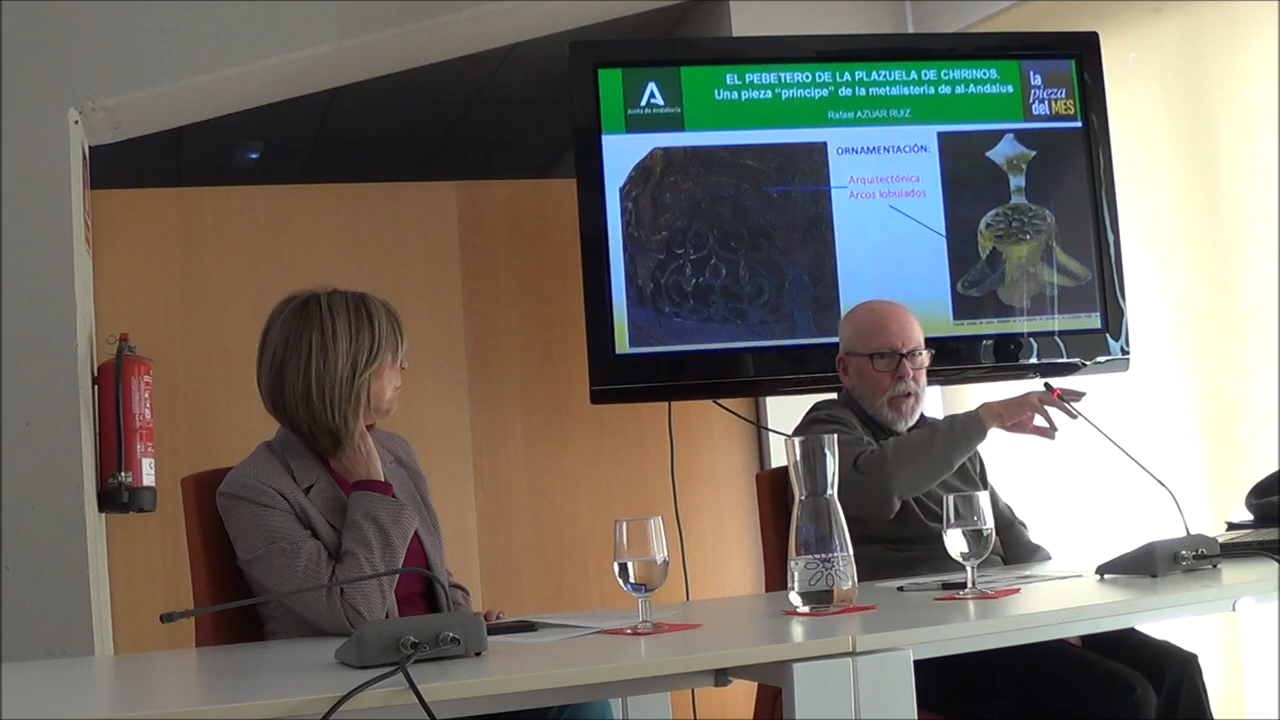 EL PEBETERO DE LA PLAZUELA DE CHIRINOS.
Una pieza “príncipe” de la metalistería de al-Andalus
Rafael AZUAR RUIZ
Junta de Andalucía
la
pieza
del MES
ORNAMENTACIÓN:
Arquitectónica:
Arcos lobulados